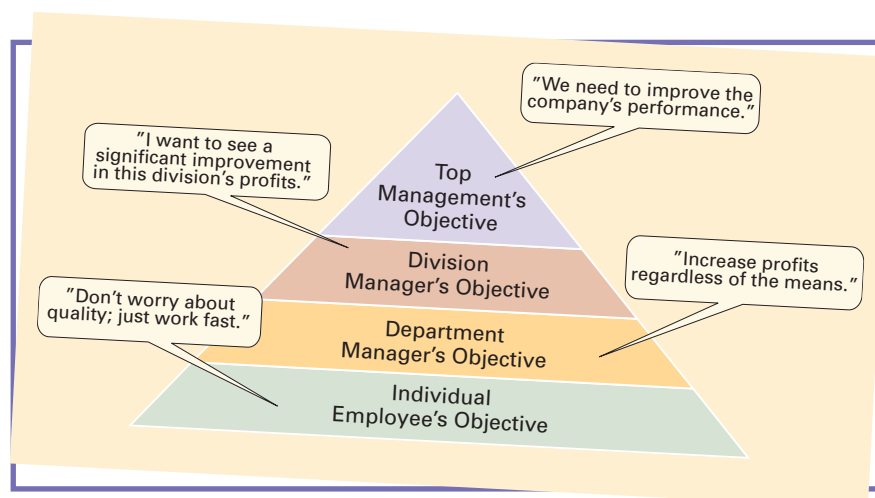 "We need to improve the
company's performance."
"I want to see a
significant improvement
in this division's profits."
Top
Management's
Objective
Division
Manager's Objective
"Increase profits
regardless of the means."
"Don't worry about
quality; just work fast."
Department
Manager's Objective
Individual
Employee's Objective